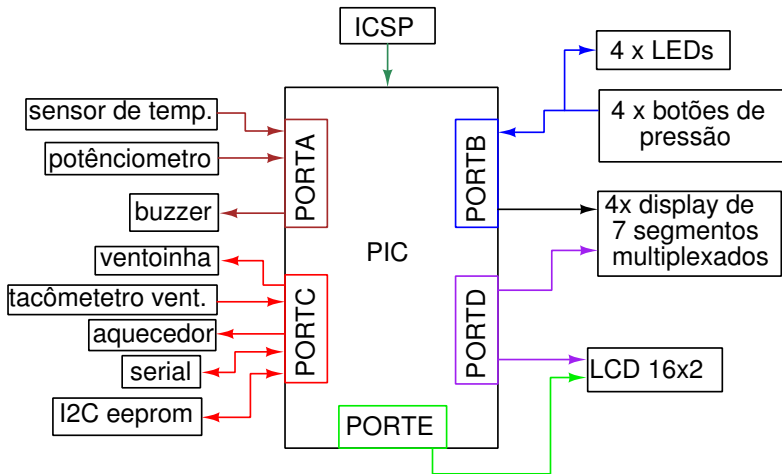 ICSP
4 x LEDs
4 x botões de
pressão
sensor de temp.
potênciometro
buzzer
PORTA
PORTB
PIC
4x display de
7 segmentos
multiplexados
ventoinha
tacômetetro vent.
aquecedor
serial
I2C eeprom
PORTC
PORTD
LCD 16x2
PORTE